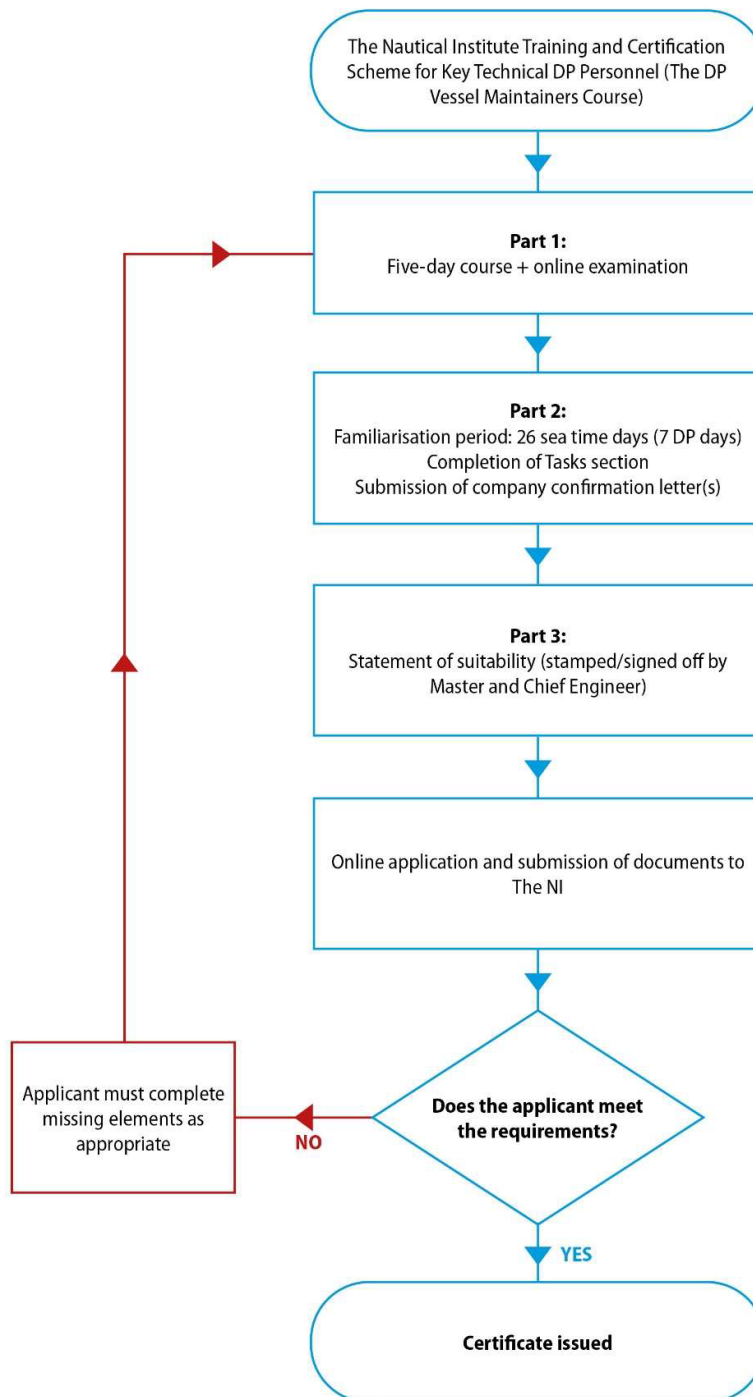 The Nautical Institute Training and Certification
Scheme for Key Technical DP Personnel (The DP
Vessel Maintainers Course)
Part 1:
Five-day course + online examination
Part 2:
Familiarisation period: 26 sea time days (7 DP days)
Completion of Tasks section
Submission of company confirmation letter(s)
Part 3:
Statement of suitability (stamped/signed off by
Master and Chief Engineer)
Online application and submission of documents to
The NI
Does the applicant meet
the requirements?
NO
Applicant must complete
missing elements as
appropriate
YES
Certificate issued